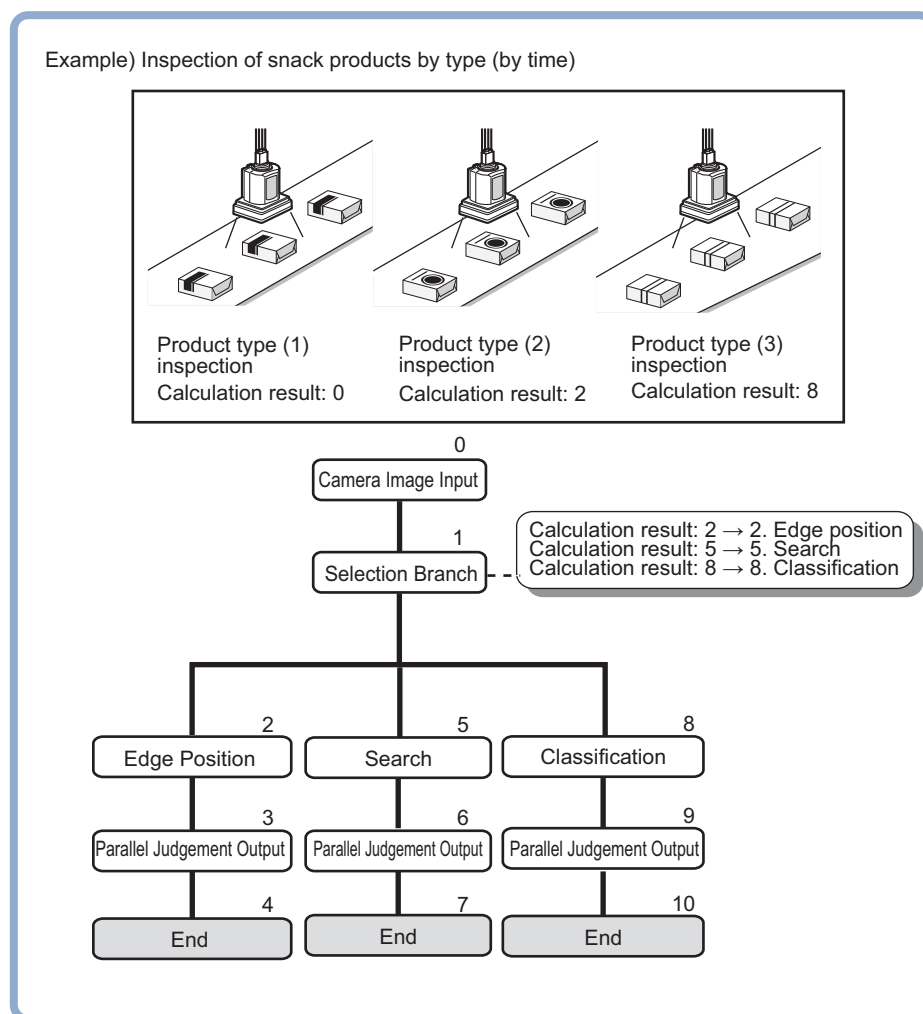 Example) Inspection of snack products by type (by time)
Product type (1)
inspection
Calculation result: 0
Product type (2)
inspection
Calculation result: 2
Product type (3)
inspection
Calculation result: 8
0
Camera Image Input
1
Selection Branch
Calculation result: 2 → 2. Edge position
Calculation result: 5 → 5. Search
Calculation result: 8 → 8. Classification
2
Edge Position
5
Search
8
Classification
3
Parallel Judgement Output
6
Parallel Judgement Output
9
Parallel Judgement Output
4
End
7
End
10
End